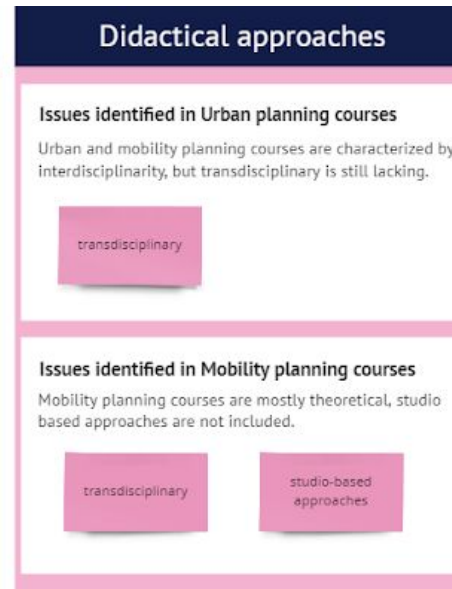 Didactical approaches
Issues identified in Urban planning courses
Urban and mobility planning courses are characterized by
interdisciplinarity, but transdisciplinary is still lacking.
transdisciplinary
Issues identified in Mobility planning courses
Mobility planning courses are mostly theoretical, studio
based approaches are not included.
transdisciplinary
studio-based
approaches